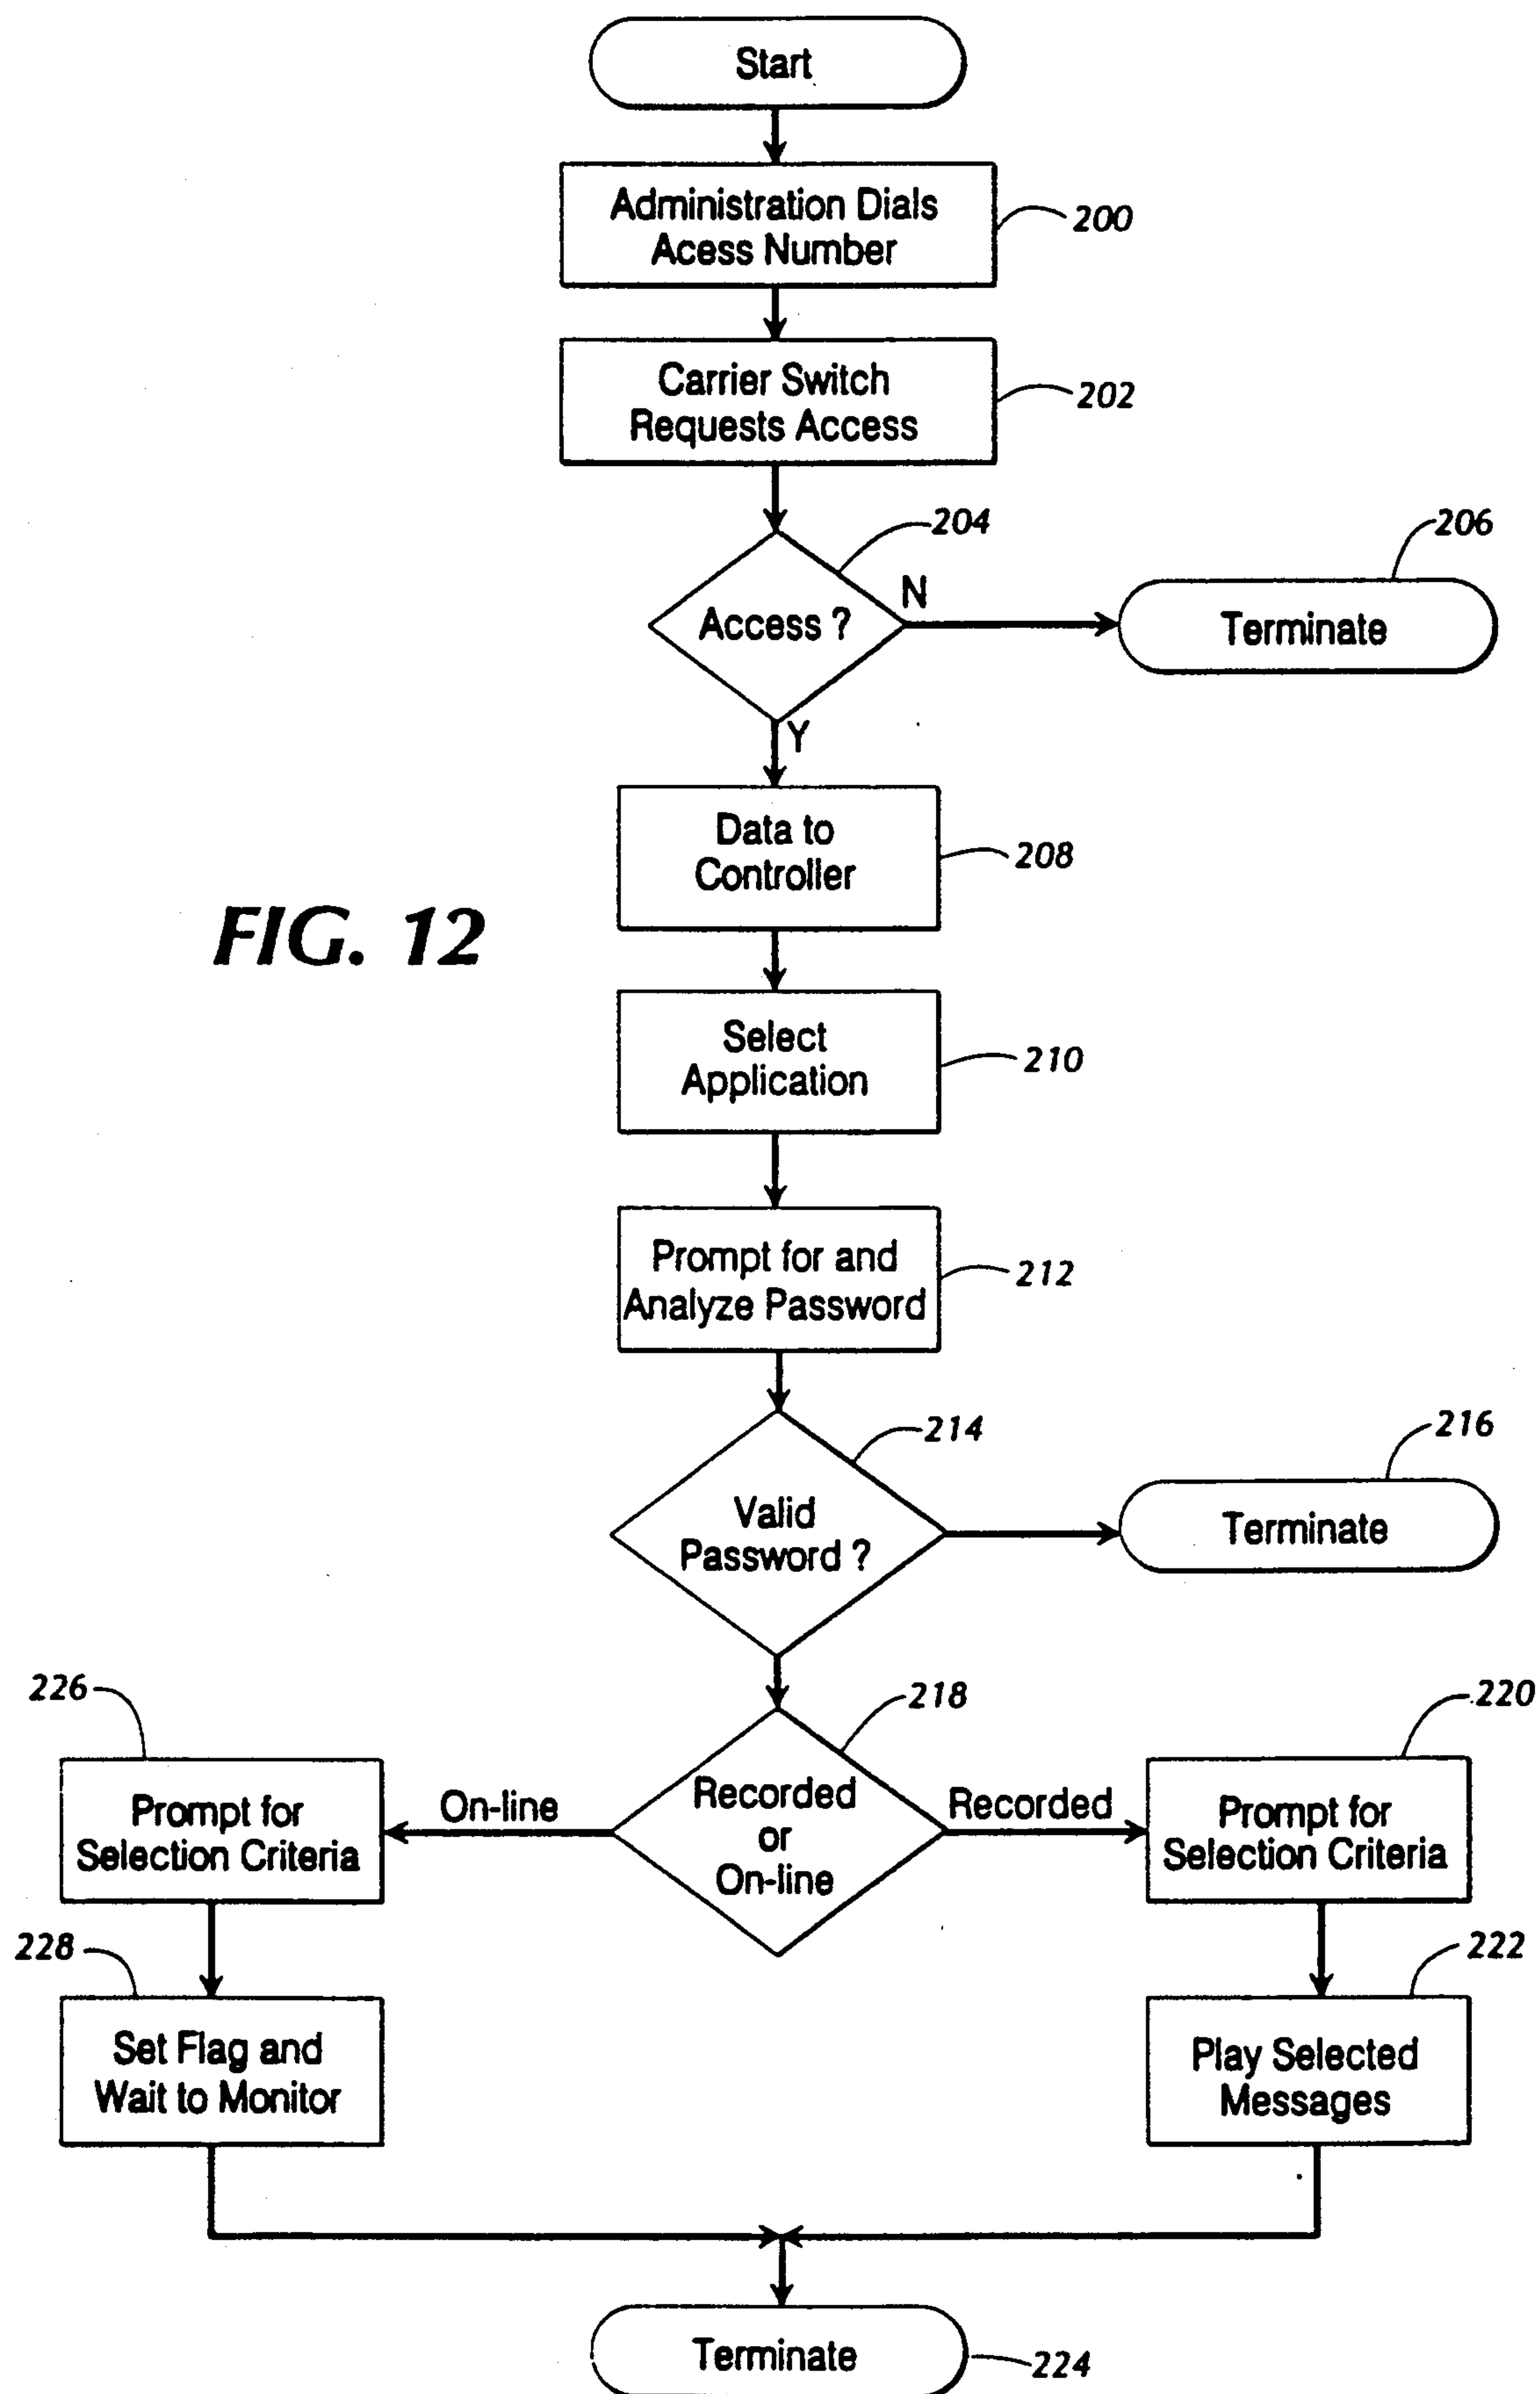 Start
Administration Dials
Acess Number
200
Carrier Switch
Requests Access
202
204
206
Access ?
N
Terminate
Y
Data to
Controller
208
FIG. 12
Select
Application
210
Prompt for and
Analyze Password
212
214
216
Valid
Password ?
Terminate
226
218
220
Prompt for
Selection Criteria
On-line
Recorded
or
On-line
Recorded
Prompt for
Selection Criteria
228
222
Set Flag and
Wait to Monitor
Play Selected
Messages
Terminate
224